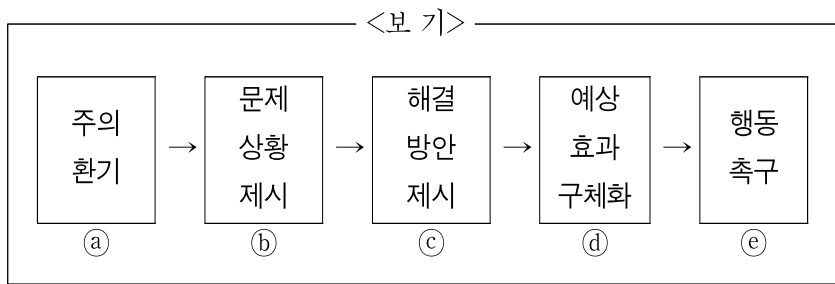 <보 기>
주의
환기
→
문제
상황
제시
→
해결
방안
제시
→
예상
효과
구체화
→
행동
촉구
ⓐ
ⓑ
ⓒ
ⓓ
ⓔ